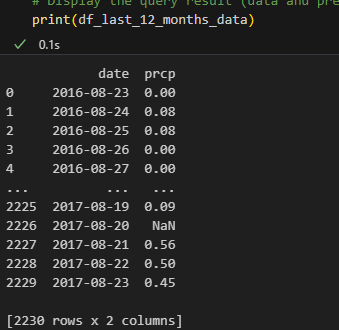 # Display the query result (data and pre
print(df_last_12_months_data)
✓ 0.1s
date prcp
0 2016-08-23 0.00
1 2016-08-24 0.08
2 2016-08-25 0.08
3 2016-08-26 0.00
4 2016-08-27 0.00
... ... ...
2225 2017-08-19 0.09
2226 2017-08-20 NaN
2227 2017-08-21 0.56
2228 2017-08-22 0.50
2229 2017-08-23 0.45
[2230 rows x 2 columns]